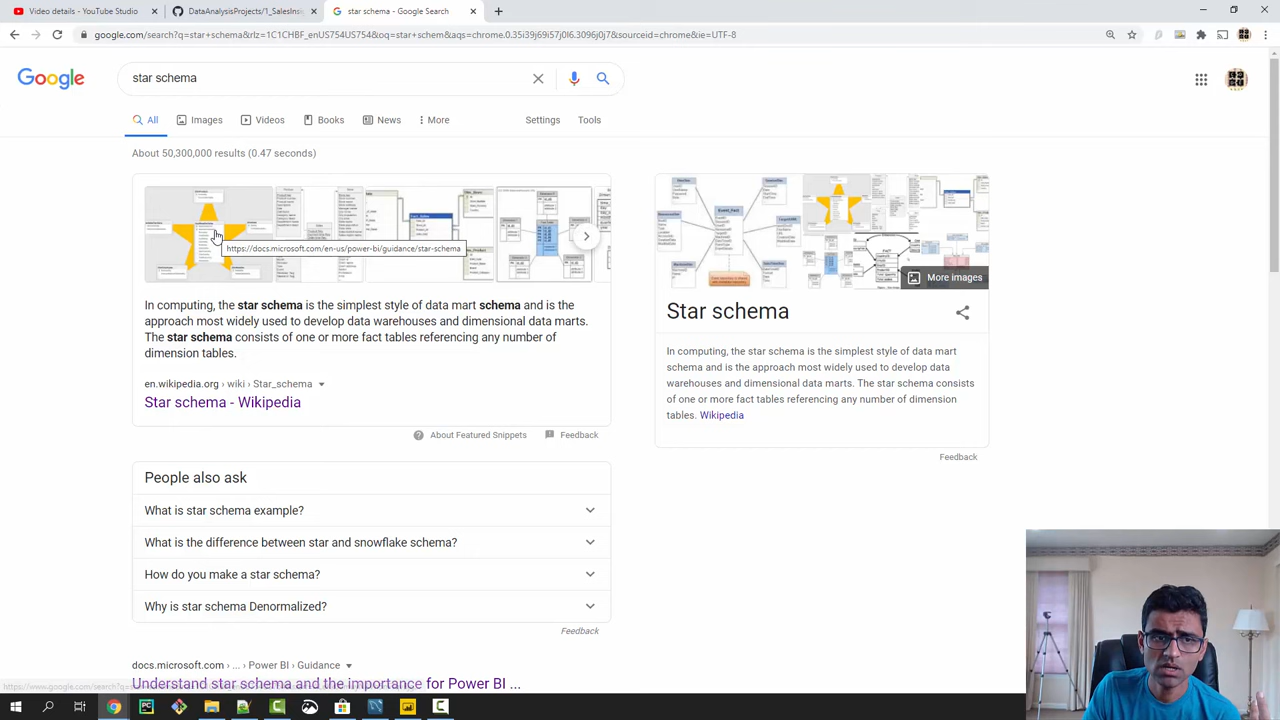 Video details - YouTube Studio
DataAnalysisProjects/1_SalesInsi
star schema - Google Search
google.com/search?q=star+schema&rlz=1C1CHBF_enUS754US754&oq=star+schem&aqs=chrome.0.35i39j69i57j0l6.3096j0j7&sourceid=chrome&ie=UTF-8
Google
star schema
All
Images
Videos
Books
News
More
Settings
Tools
About 50,300,000 results (0.47 seconds)
https://docs.microsoft.com/en-us/power-bi/guidance/star-schema
In computing, the star schema is the simplest style of data mart schema and is the
approach most widely used to develop data warehouses and dimensional data marts.
The star schema consists of one or more fact tables referencing any number of
dimension tables.
en.wikipedia.org › wiki › Star_schema
Star schema - Wikipedia
About Featured Snippets
Feedback
People also ask
What is star schema example?
What is the difference between star and snowflake schema?
How do you make a star schema?
Why is star schema Denormalized?
Feedback
docs.microsoft.com › ... › Power BI › Guidance
Understand star schema and the importance for Power BI ...
More images
Star schema
In computing, the star schema is the simplest style of data mart
schema and is the approach most widely used to develop data
warehouses and dimensional data marts. The star schema consists
of one or more fact tables referencing any number of dimension
tables. Wikipedia
Feedback